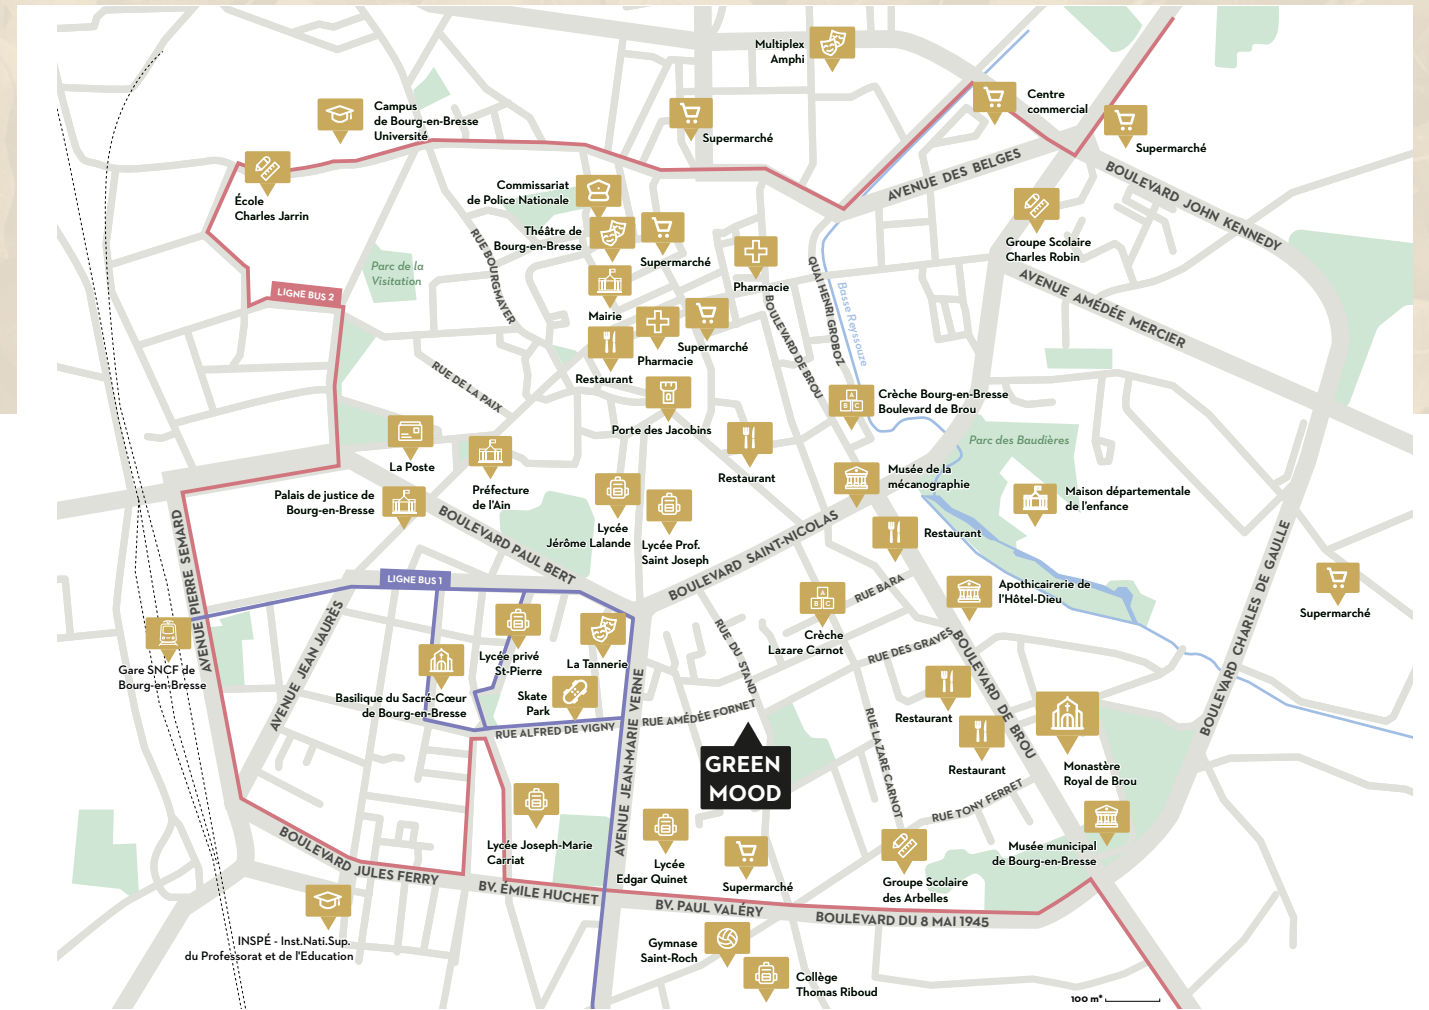 Multiplex
Amphi
Centre
commercial
Campus
de Bourg-en-Bresse
Université
Supermarché
Supermarché
AVENUE DES BELGES
BOULEVARD JOHN KENNEDY
École
Charles Jarrin
Commissariat
de Police Nationale
Théâtre de
Bourg-en-Bresse
Supermarché
RUE BOURGMAYER
Groupe Scolaire
Charles Robin
Parc de la
Visitation
LIGNE BUS 2
Pharmacie
QUAI HENRI GROBOZ
Basse Reyssouze
AVENUE AMÉDÉE MERCIER
Mairie
BOULEVARD DE BROU
Supermarché
Pharmacie
Restaurant
RUE DE LA PAIX
Crèche Bourg-en-Bresse
Boulevard de Brou
Porte des Jacobins
Parc des Baudières
La Poste
Restaurant
Musée de la
mécanographie
Préfecture
de l'Ain
Palais de justice de
Bourg-en-Bresse
Maison départementale
de l'enfance
BOULEVARD PAUL BERT
Lycée
Jérôme Lalande
Lycée Prof.
Saint Joseph
BOULEVARD SAINT-NICOLAS
Restaurant
AVENUE PIERRE SEMARD
LIGNE BUS 1
RUE BARA
Apothicairerie de
l'Hôtel-Dieu
BOULEVARD CHARLES DE GAULLE
Supermarché
AVENUE JEAN JAURÈS
Crèche
Lazare Carnot
RUE DU STAND
RUE DES GRAVES
BOULEVARD DE BROU
Gare SNCF de
Bourg-en-Bresse
Lycée privé
St-Pierre
La Tannerie
Basilique du Sacré-Cœur
de Bourg-en-Bresse
Skate
Park
RUE ALFRED DE VIGNY
AVENUE JEAN-MARIE VERNE
RUE AMÉDÉE FORNET
RUE LAZARE CARNOT
Restaurant
GREEN
MOOD
Restaurant
Monastère
Royal de Brou
RUE TONY FERRET
BOULEVARD JULES FERRY
Lycée Joseph-Marie
Carriat
Lycée
Edgar Quinet
Supermarché
Musée municipal
de Bourg-en-Bresse
Groupe Scolaire
des Arbelles
BV. ÉMILE HUCHET
BV. PAUL VALÉRY
BOULEVARD DU 8 MAI 1945
INSPÉ - Inst.Nati.Sup.
du Professorat et de l'Education
Gymnase
Saint-Roch
Collège
Thomas Riboud
100 m*
A
B C
A
B C